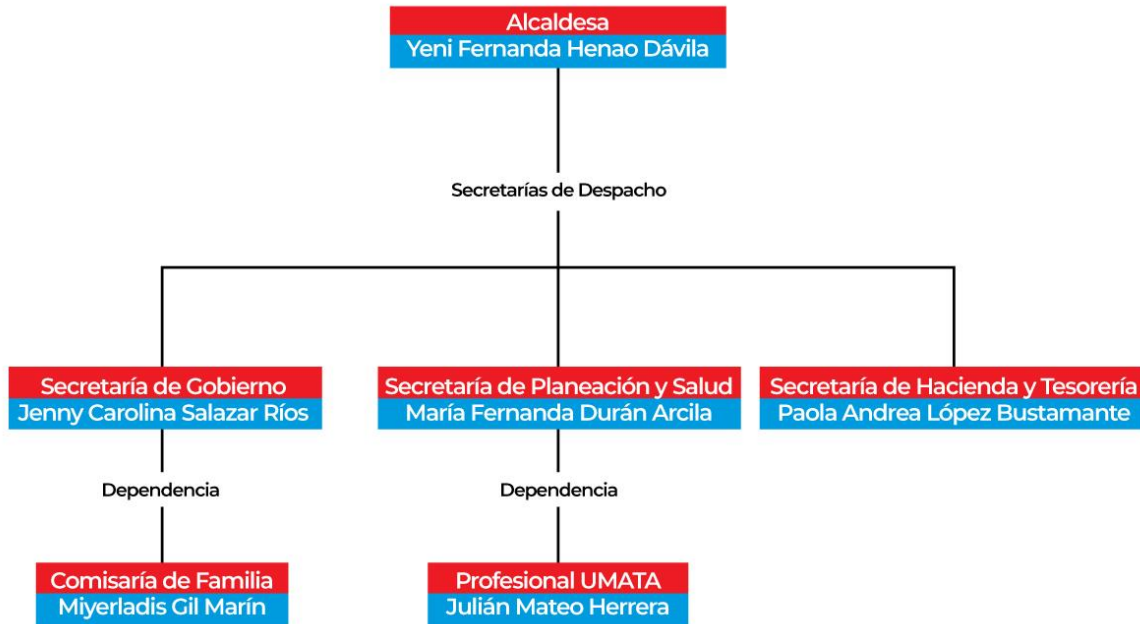 Alcaldesa
Yeni Fernanda Henao Dávila
Secretarías de Despacho
Secretaría de Gobierno
Jenny Carolina Salazar Ríos
Secretaría de Planeación y Salud
María Fernanda Durán Arcila
Secretaría de Hacienda y Tesorería
Paola Andrea López Bustamante
Dependencia
Dependencia
Comisaría de Familia
Miyerladis Gil Marín
Profesional UMATA
Julián Mateo Herrera